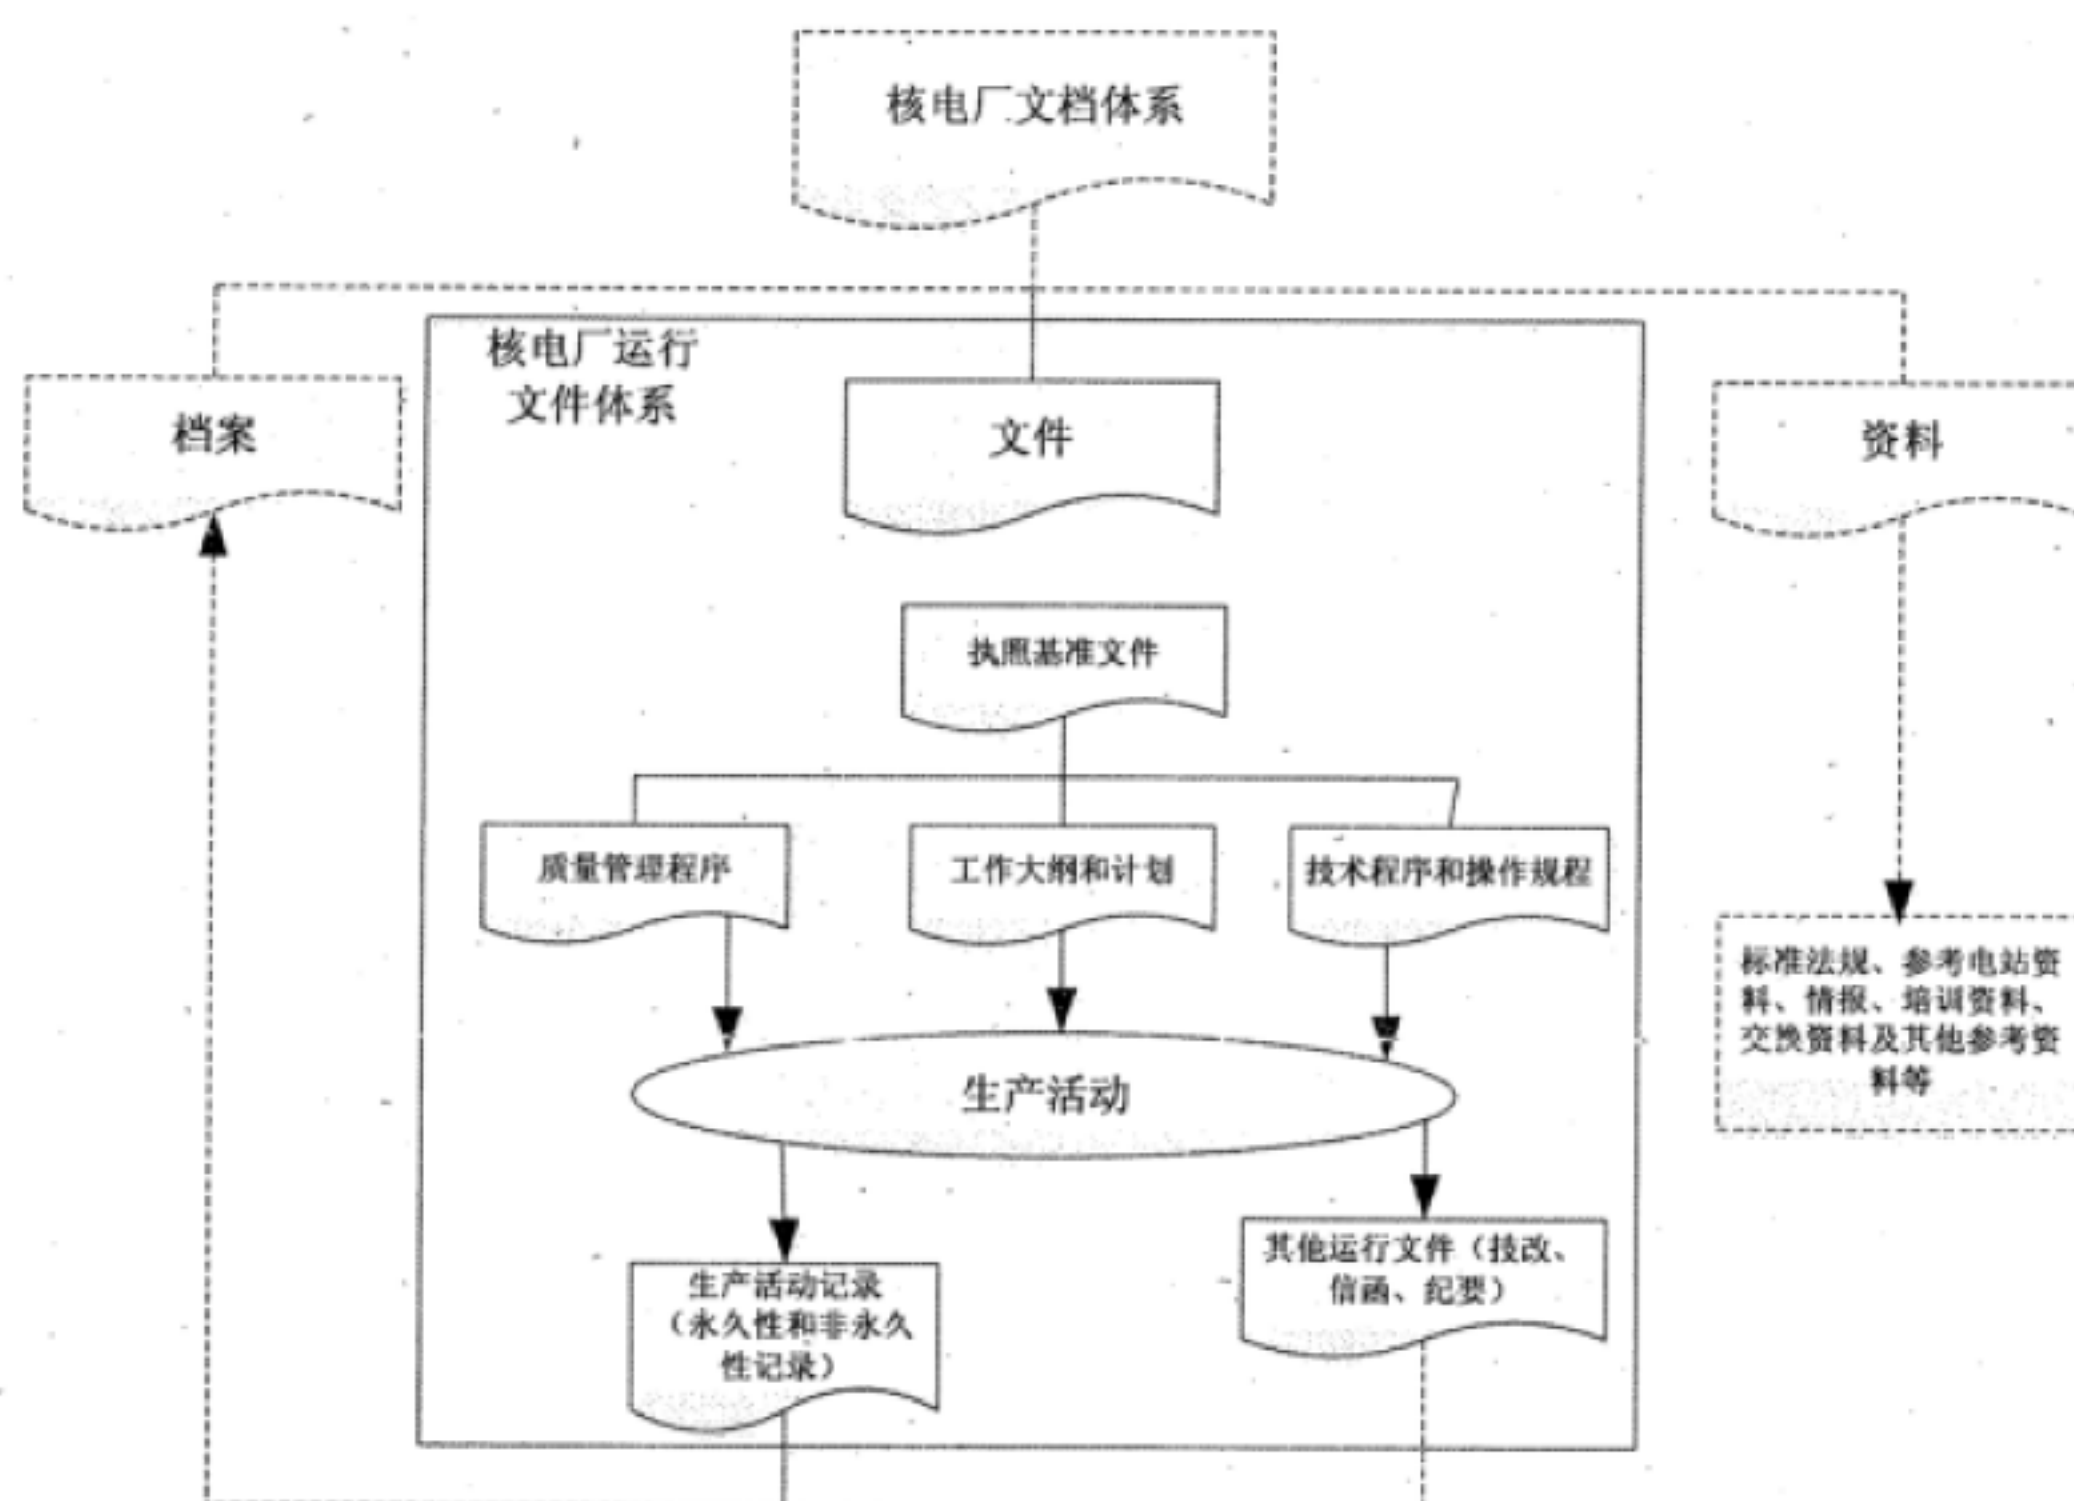 核电厂文档体系
核电厂运行
文件体系
档案
文件
资料
执照基准文件
质量管理程序
工作大纲和计划
技术程序和操作规程
标准法规、参考电站资
料、情报、培训资料、
交换资料及其他参考资
料等
生产活动
生产活动记录
（永久性和非永久
性记录）
其他运行文件（技改、
信函、纪要）